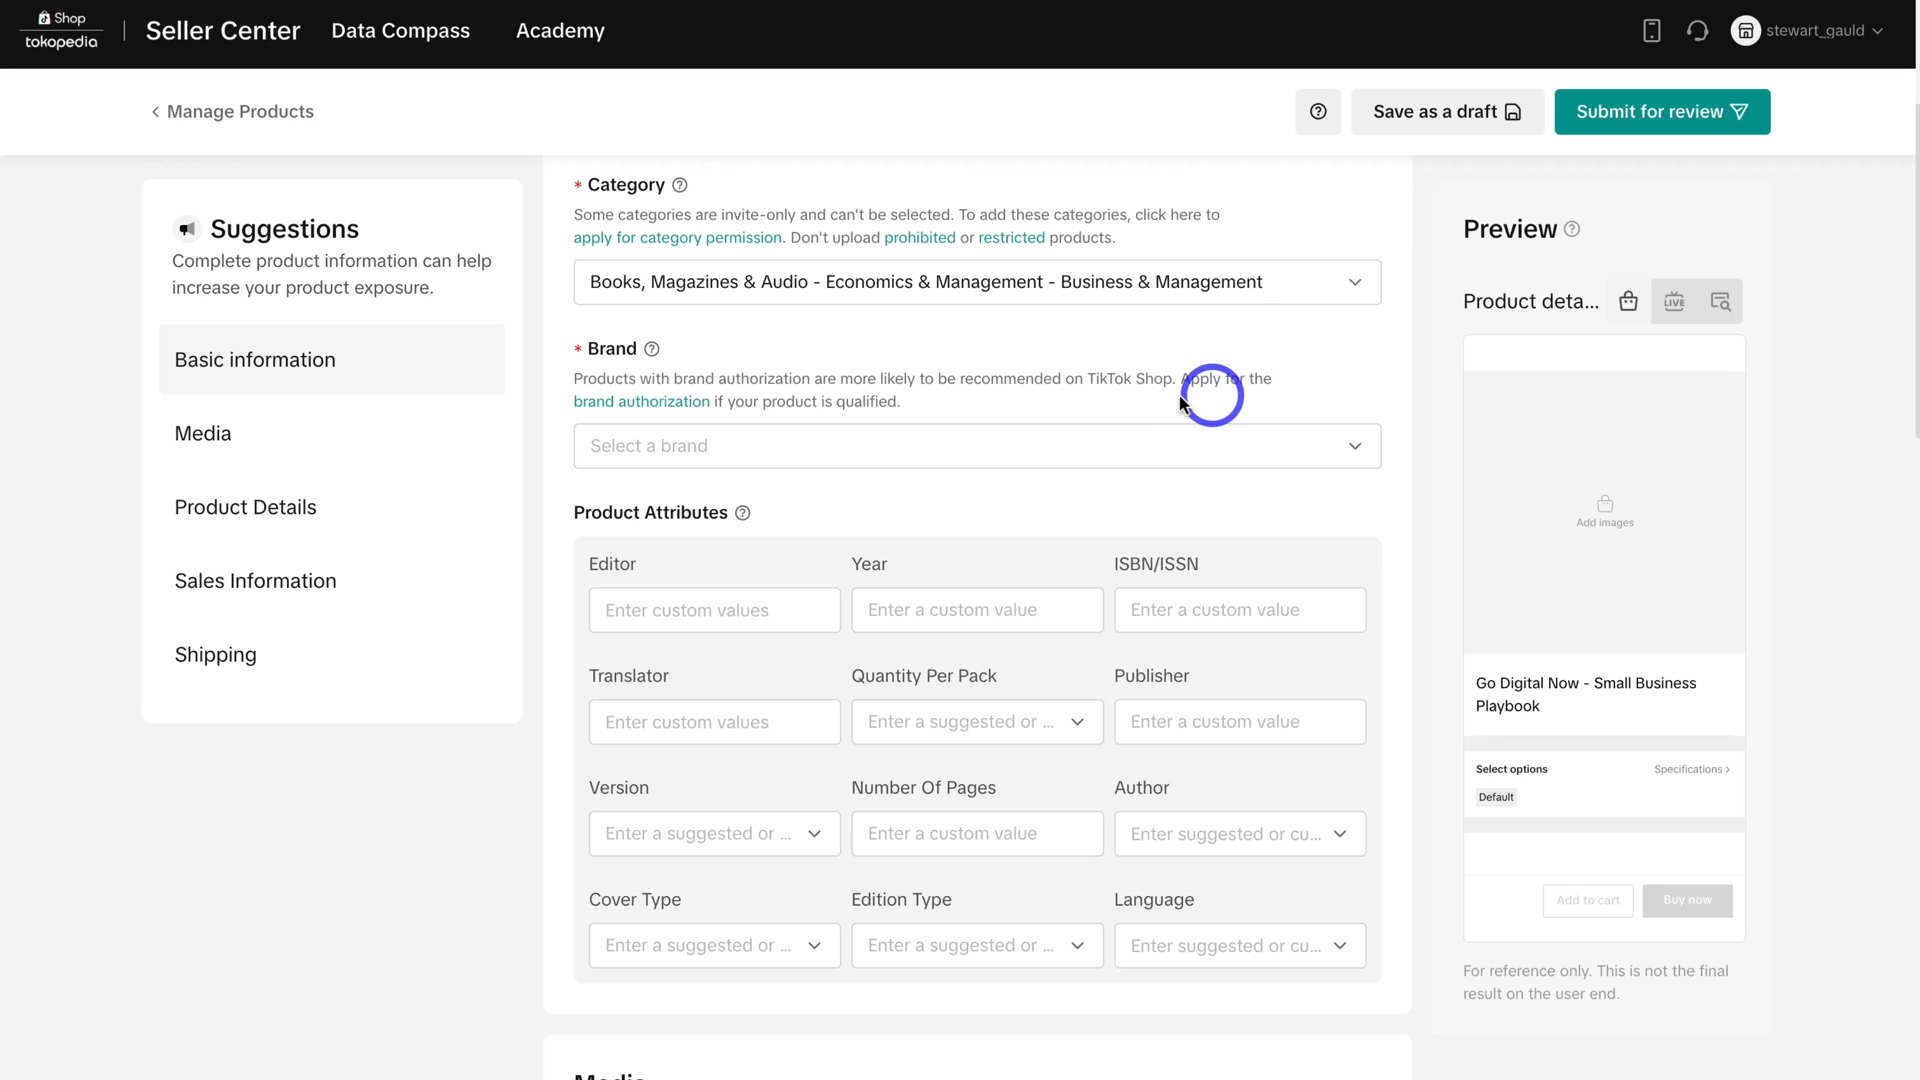 Shop
tokopedia
Seller Center
Data Compass
Academy
stewart_gauld
Manage Products
Save as a draft
Submit for review
Suggestions
Complete product information can help
increase your product exposure.
Basic information
Media
Product Details
Sales Information
Shipping
* Category
Some categories are invite-only and can't be selected. To add these categories, click here to
apply for category permission. Don't upload prohibited or restricted products.
Books, Magazines & Audio - Economics & Management - Business & Management
* Brand
Products with brand authorization are more likely to be recommended on TikTok Shop. Apply for the
brand authorization if your product is qualified.
Select a brand
Product Attributes
Editor Year ISBN/ISSN
Enter custom values Enter a custom value Enter a custom value
Translator Quantity Per Pack Publisher
Enter custom values Enter a suggested or ... Enter a custom value
Version Number Of Pages Author
Enter a suggested or ... Enter a custom value Enter suggested or cu...
Cover Type Edition Type Language
Enter a suggested or ... Enter a suggested or ... Enter suggested or cu...
Preview
Product deta...
LIVE
Add images
Go Digital Now - Small Business
Playbook
Select options Specifications >
Default
Add to cart Buy now
For reference only. This is not the final
result on the user end.
Media